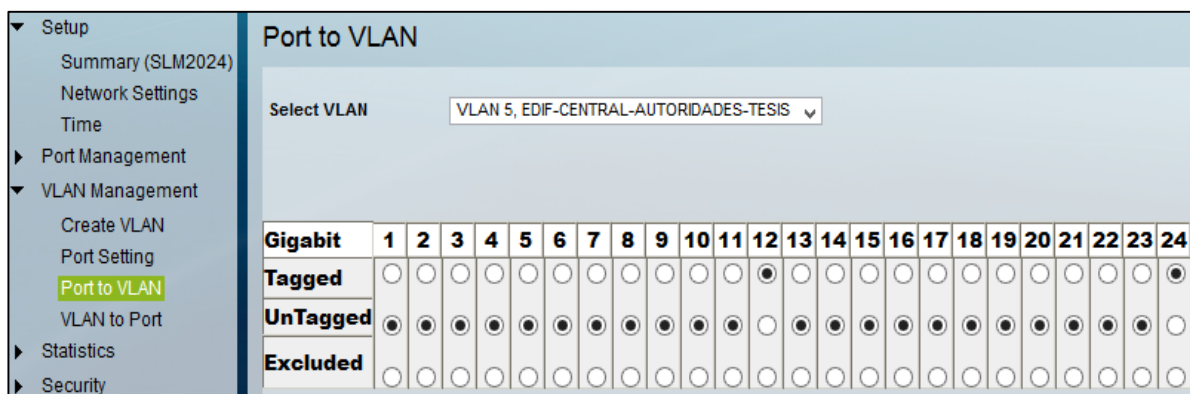 Setup
Summary (SLM2024)
Network Settings
Time
Port Management
VLAN Management
Create VLAN
Port Setting
Port to VLAN
VLAN to Port
Statistics
Security
Port to VLAN
Select VLAN VLAN 5, EDIF-CENTRAL-AUTORIDADES-TESIS
Gigabit 1 2 3 4 5 6 7 8 9 10 11 12 13 14 15 16 17 18 19 20 21 22 23 24
Tagged
UnTagged
Excluded